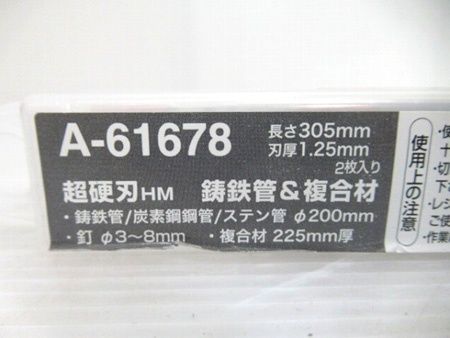 A-61678
長さ305mm
刃厚1.25mm
2枚入り
超硬刃HM 鋳鉄管&複合材
・鋳鉄管/炭素鋼鋼管/ステン管 φ200mm
・釘 φ3~8mm ・複合材 225mm厚
使用上の注意